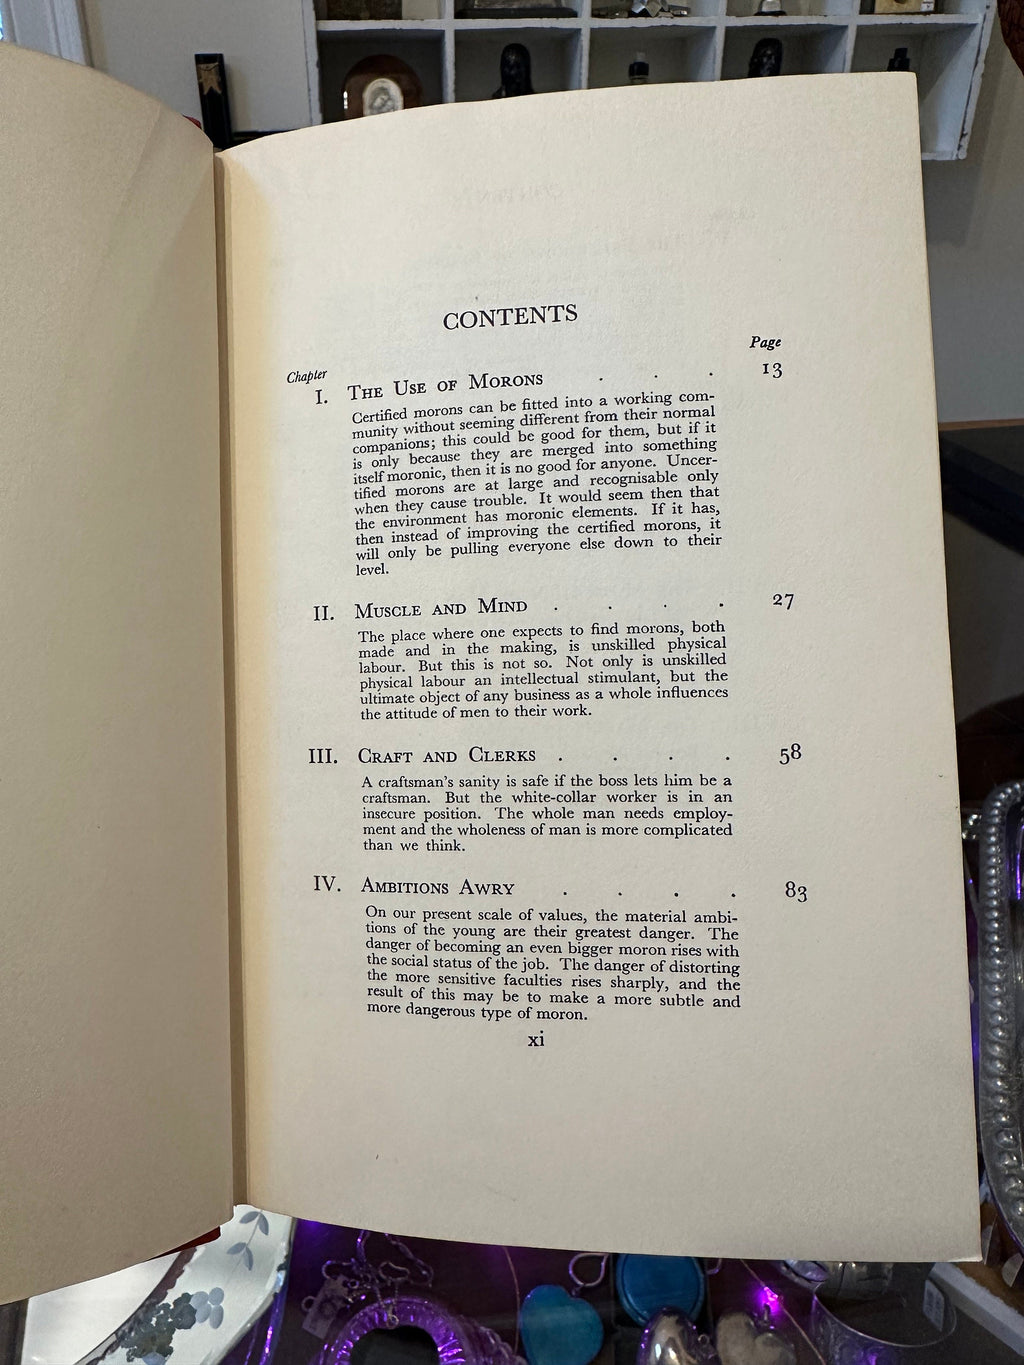 CONTENTS
Page
Chapter
I. THE USE OF MORONS . . . 13
Certified morons can be fitted into a working com-
munity without seeming different from their normal
companions; this could be good for them, but if it
is only because they are merged into something
itself moronic, then it is no good for anyone. Uncer-
tified morons are at large and recognisable only
when they cause trouble. It would seem then that
the environment has moronic elements. If it has,
then instead of improving the certified morons, it
will only be pulling everyone else down to their
level.
II. MUSCLE AND MIND . . . . 27
The place where one expects to find morons, both
made and in the making, is unskilled physical
labour. But this is not so. Not only is unskilled
physical labour an intellectual stimulant, but the
ultimate object of any business as a whole influences
the attitude of men to their work.
III. CRAFT AND CLERKS . . . . 58
A craftsman's sanity is safe if the boss lets him be a
craftsman. But the white-collar worker is in an
insecure position. The whole man needs employ-
ment and the wholeness of man is more complicated
than we think.
IV. AMBITIONS AWRY . . . . 83
On our present scale of values, the material ambi-
tions of the young are their greatest danger. The
danger of becoming an even bigger moron rises with
the social status of the job. The danger of distorting
the more sensitive faculties rises sharply, and the
result of this may be to make a more subtle and
more dangerous type of moron.
xi